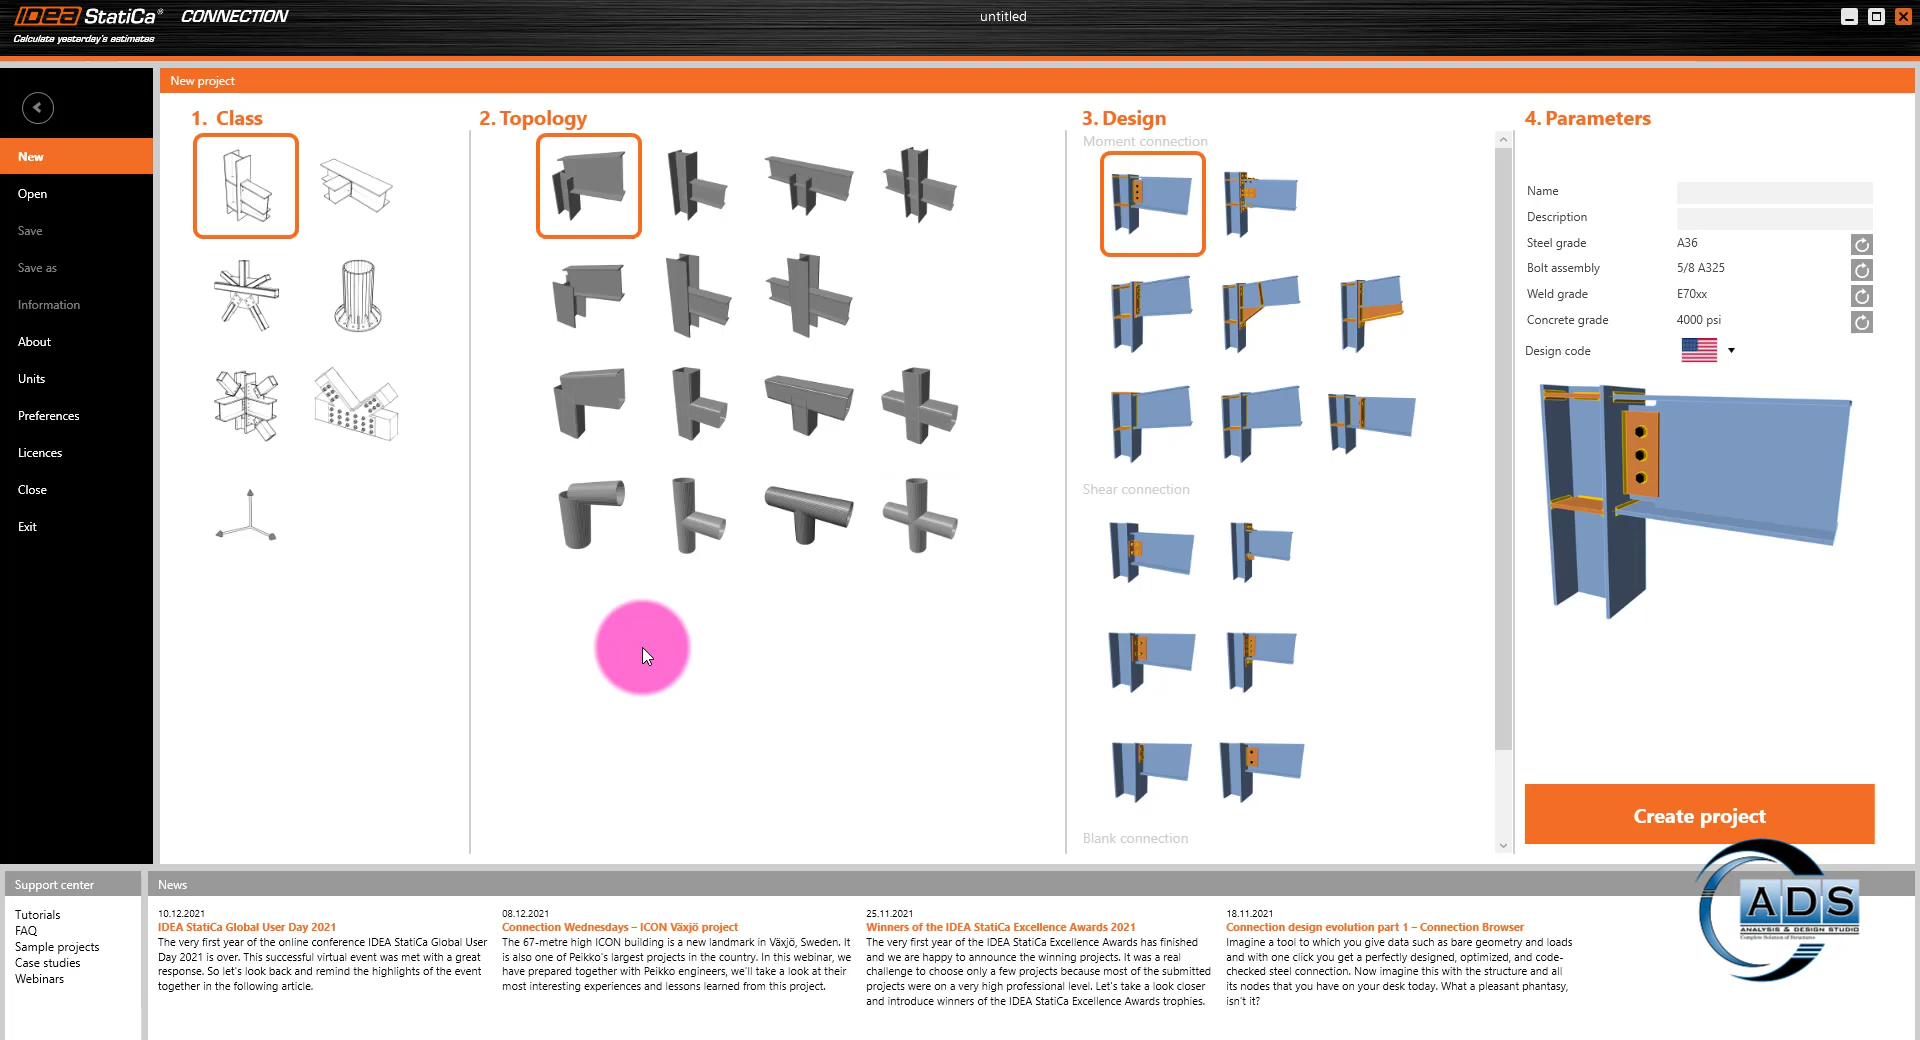 IDEA StatiCa® CONNECTION
untitled
Calculate yesterday's estimates
New project
New
Open
Save
Save as
Information
About
Units
Preferences
Licences
Close
Exit
1. Class
2. Topology
3. Design
Moment connection
Shear connection
Blank connection
4. Parameters
Name
Description
Steel grade A36
Bolt assembly 5/8 A325
Weld grade E70xx
Concrete grade 4000 psi
Design code
Create project
Support center
Tutorials
FAQ
Sample projects
Case studies
Webinars
News
10.12.2021
IDEA StatiCa Global User Day 2021
The very first year of the online conference IDEA StatiCa Global User
Day 2021 is over. This successful virtual event was met with a great
response. So let's look back and remind the highlights of the event
together in the following article.
08.12.2021
Connection Wednesdays – ICON Växjö project
The 67-metre high ICON building is a new landmark in Växjö, Sweden. It
is also one of Peikko's largest projects in the country. In this webinar, we
have prepared together with Peikko engineers, we'll take a look at their
most interesting experiences and lessons learned from this project.
25.11.2021
Winners of the IDEA StatiCa Excellence Awards 2021
The very first year of the IDEA StatiCa Excellence Awards has finished
and we are happy to announce the winning projects. It was a real
challenge to choose only a few projects because most of the submitted
projects were on a very high professional level. Let's take a look closer
and introduce winners of the IDEA StatiCa Excellence Awards trophies.
18.11.2021
Connection design evolution part 1 – Connection Browser
Imagine a tool to which you give data such as bare geometry and loads
and with one click you get a perfectly designed, optimized, and code-
checked steel connection. Now imagine this with the structure and all
its nodes that you have on your desk today. What a pleasant phantasy,
isn't it?
ADS
ANALYSIS & DESIGN STUDIO
Complete Solution of Structures